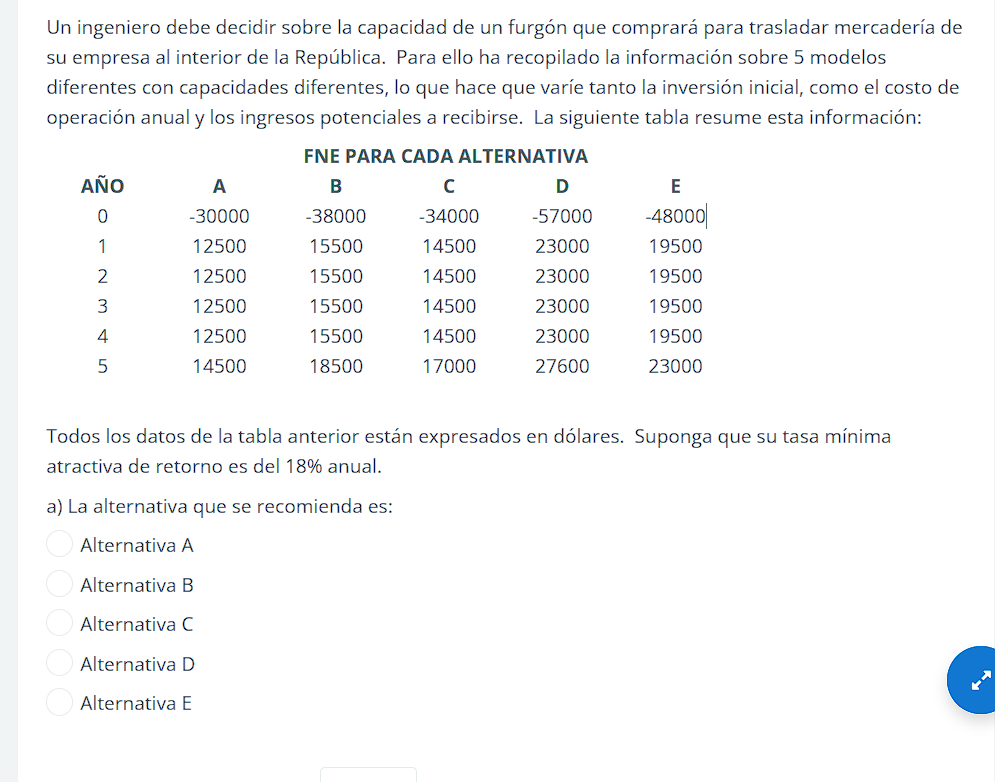 Un ingeniero debe decidir sobre la capacidad de un furgón que comprará para trasladar mercadería de
su empresa al interior de la República. Para ello ha recopilado la información sobre 5 modelos
diferentes con capacidades diferentes, lo que hace que varíe tanto la inversión inicial, como el costo de
operación anual y los ingresos potenciales a recibirse. La siguiente tabla resume esta información:
FNE PARA CADA ALTERNATIVA
AÑO A B C D E
0 -30000 -38000 -34000 -57000 -48000
1 12500 15500 14500 23000 19500
2 12500 15500 14500 23000 19500
3 12500 15500 14500 23000 19500
4 12500 15500 14500 23000 19500
5 14500 18500 17000 27600 23000
Todos los datos de la tabla anterior están expresados en dólares. Suponga que su tasa mínima
atractiva de retorno es del 18% anual.
a) La alternativa que se recomienda es:
Alternativa A
Alternativa B
Alternativa C
Alternativa D
Alternativa E